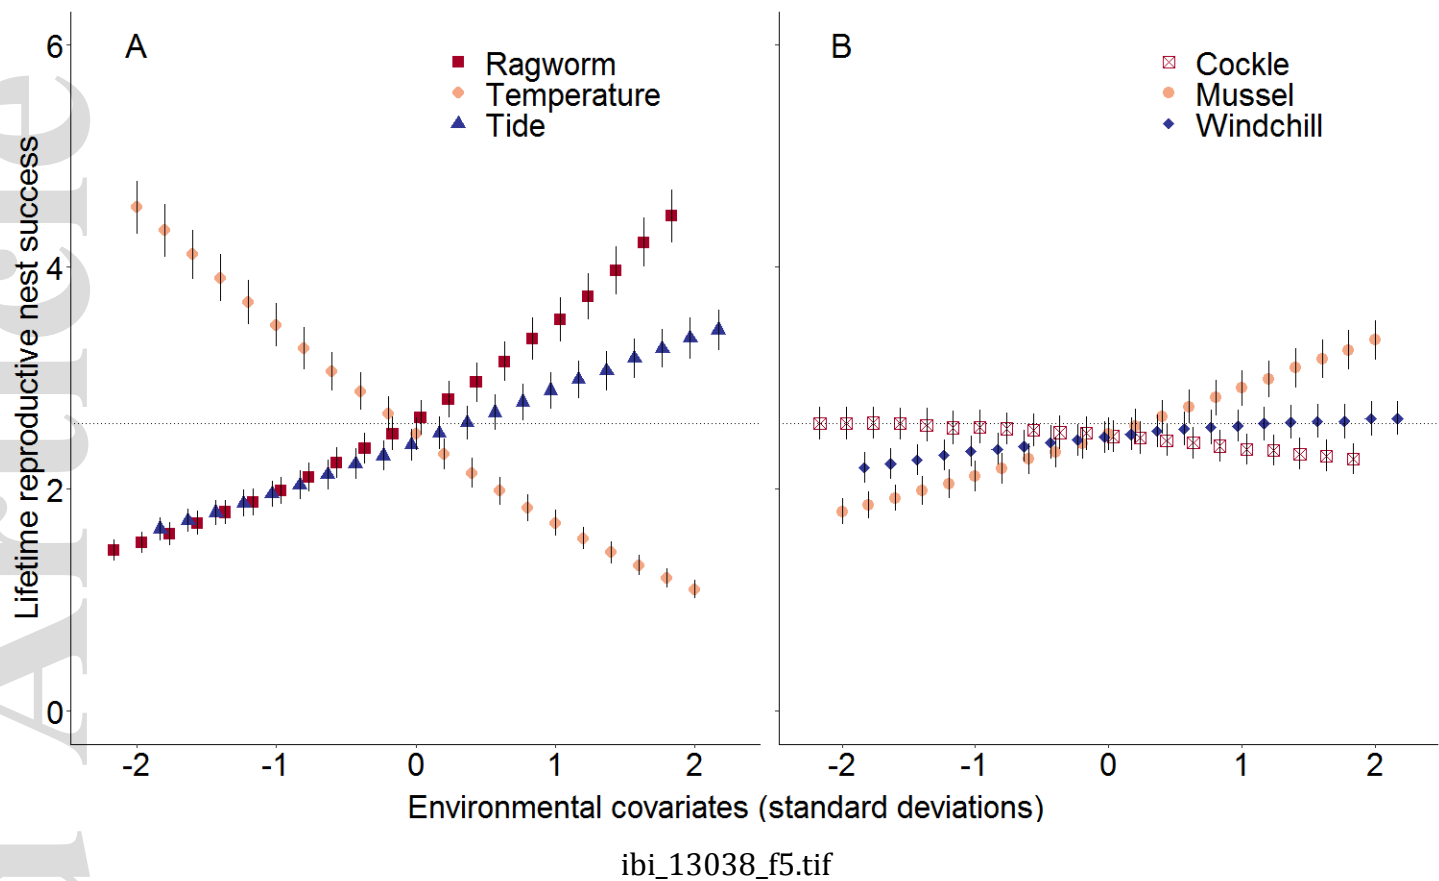 A
Ragworm
Temperature
Tide
B
Cockle
Mussel
Windchill
Lifetime reproductive nest success
6
4
2
0
-2 -1 0 1 2
-2 -1 0 1 2
Environmental covariates (standard deviations)
ibi_13038_f5.tif
Article